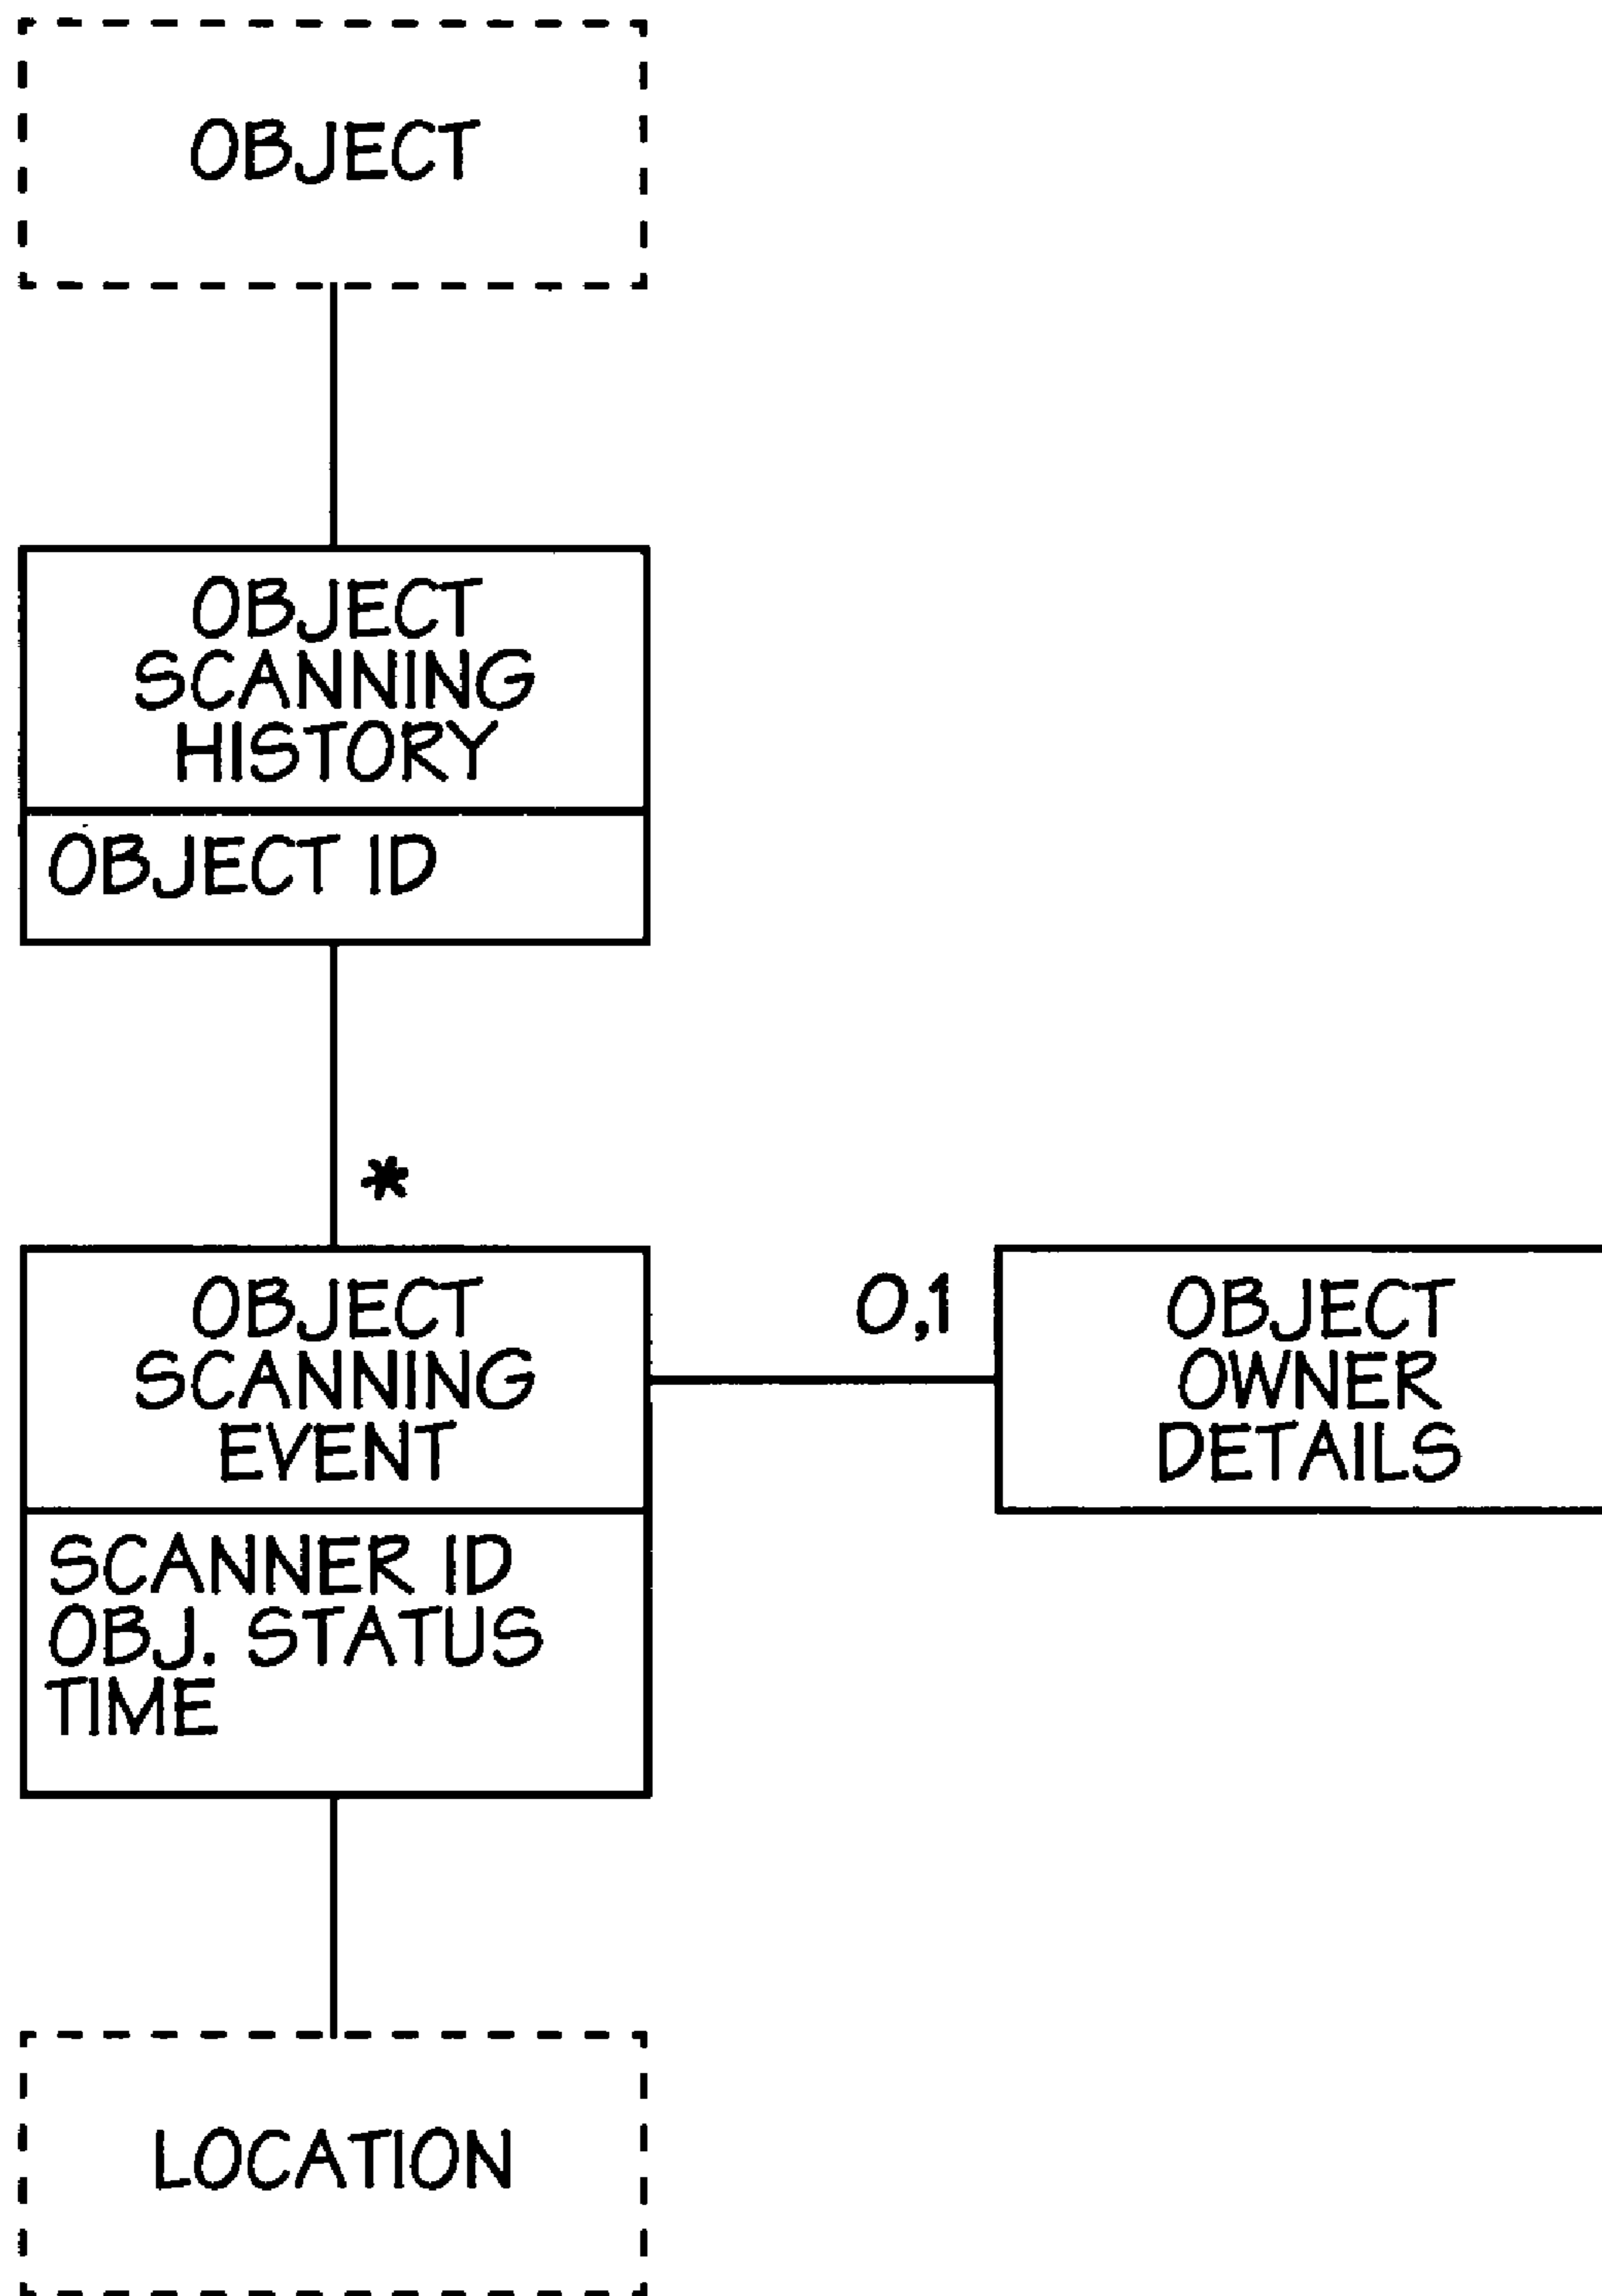 OBJECT
OBJECT
SCANNING
HISTORY
OBJECT ID
*
OBJECT
SCANNING
EVENT
SCANNER ID
OBJ. STATUS
TIME
0,1
OBJECT
OWNER
DETAILS
LOCATION